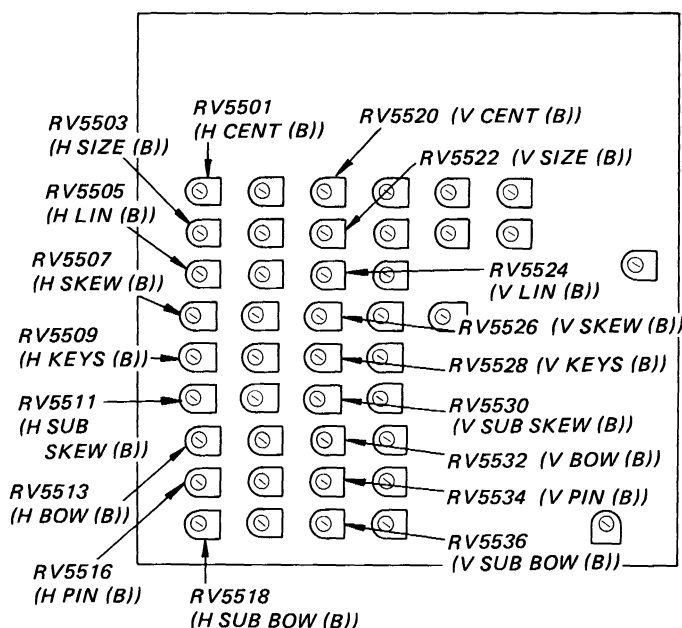 RV5501
(H CENT (B))
RV5503
(H SIZE (B))
RV5505
(H LIN (B))
RV5507
(H SKEW (B))
RV5509
(H KEYS (B))
RV5511
(H SUB
SKEW (B))
RV5513
(H BOW (B))
RV5516
(H PIN (B))
RV5518
(H SUB BOW (B))
RV5520 (V CENT (B))
RV5522 (V SIZE (B))
RV5524
(V LIN (B))
RV5526 (V SKEW (B))
RV5528 (V KEYS (B))
RV5530
(V SUB SKEW (B))
RV5532 (V BOW (B))
RV5534 (V PIN (B))
RV5536
(V SUB BOW (B))